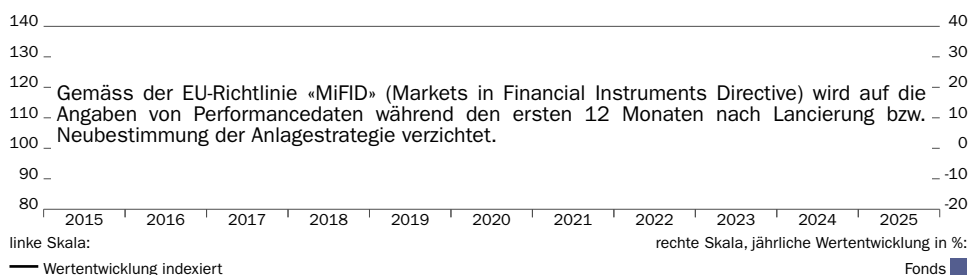 140 40
130 30
120 20
Gemäss der EU-Richtlinie «MiFID» (Markets in Financial Instruments Directive) wird auf die
110 Angaben von Performancedaten während den ersten 12 Monaten nach Lancierung bzw. 10
Neubestimmung der Anlagestrategie verzichtet.
100 0
90 -10
80 -20
2015 2016 2017 2018 2019 2020 2021 2022 2023 2024 2025
linke Skala: rechte Skala, jährliche Wertentwicklung in %:
Wertentwicklung indexiert Fonds